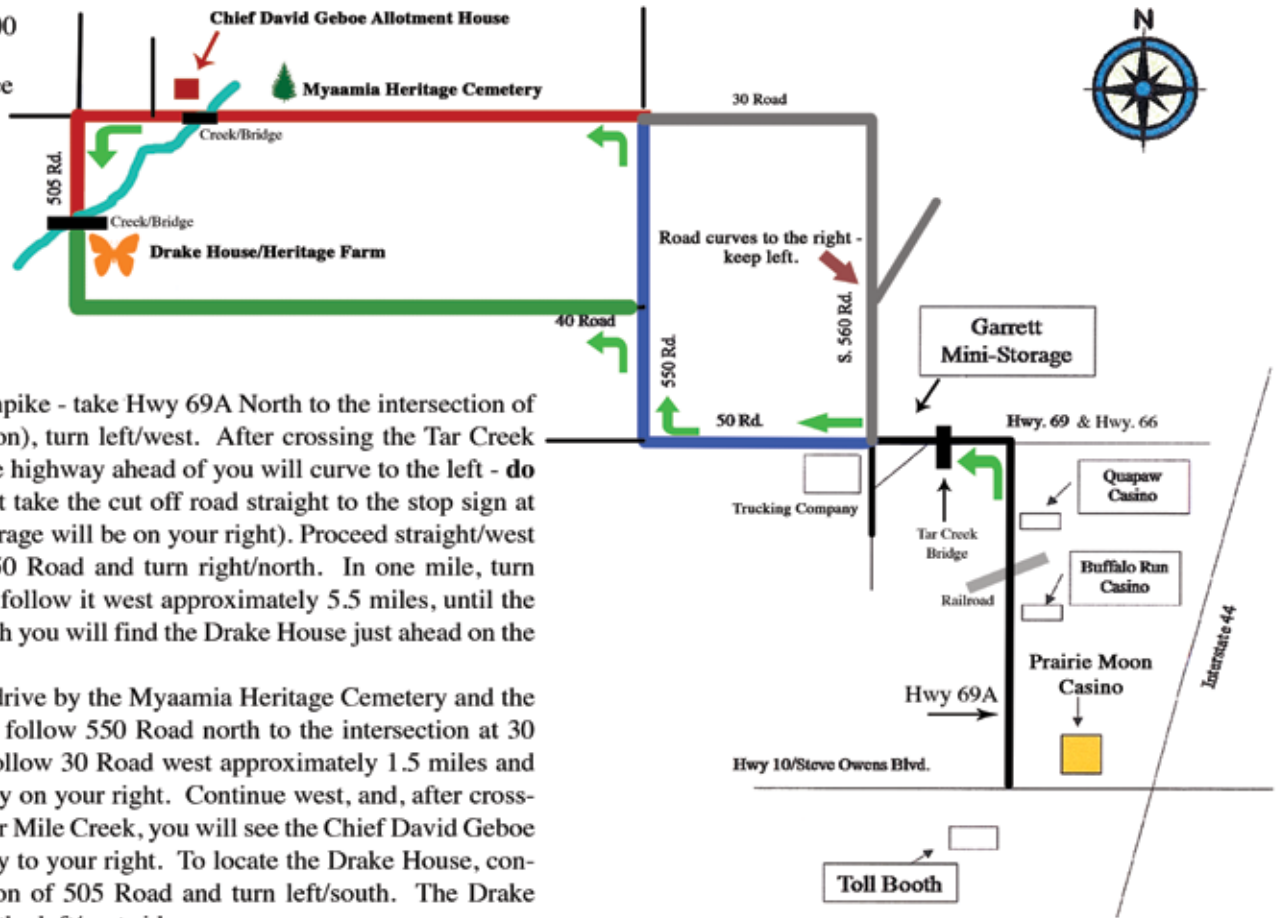 00
ce
Chief David Geboe Allotment House
N
Myaamia Heritage Cemetery
30 Road
Creek/Bridge
505 Rd.
Creek/Bridge
Drake House/Heritage Farm
Road curves to the right -
keep left.
S. 560 Rd.
40 Road
550 Rd.
Garrett
Mini-Storage
50 Rd.
Hwy. 69 & Hwy. 66
Trucking Company
Tar Creek
Bridge
Quapaw
Casino
Railroad
Buffalo Run
Casino
Interstate 44
Prairie Moon
Casino
Hwy 69A
Hwy 10/Steve Owens Blvd.
Toll Booth
npike - take Hwy 69A North to the intersection of
on), turn left/west. After crossing the Tar Creek
e highway ahead of you will curve to the left - do
t take the cut off road straight to the stop sign at
rage will be on your right). Proceed straight/west
50 Road and turn right/north. In one mile, turn
follow it west approximately 5.5 miles, until the
h you will find the Drake House just ahead on the
drive by the Myaamia Heritage Cemetery and the
follow 550 Road north to the intersection at 30
ollow 30 Road west approximately 1.5 miles and
y on your right. Continue west, and, after cross-
r Mile Creek, you will see the Chief David Geboe
y to your right. To locate the Drake House, con-
on of 505 Road and turn left/south. The Drake